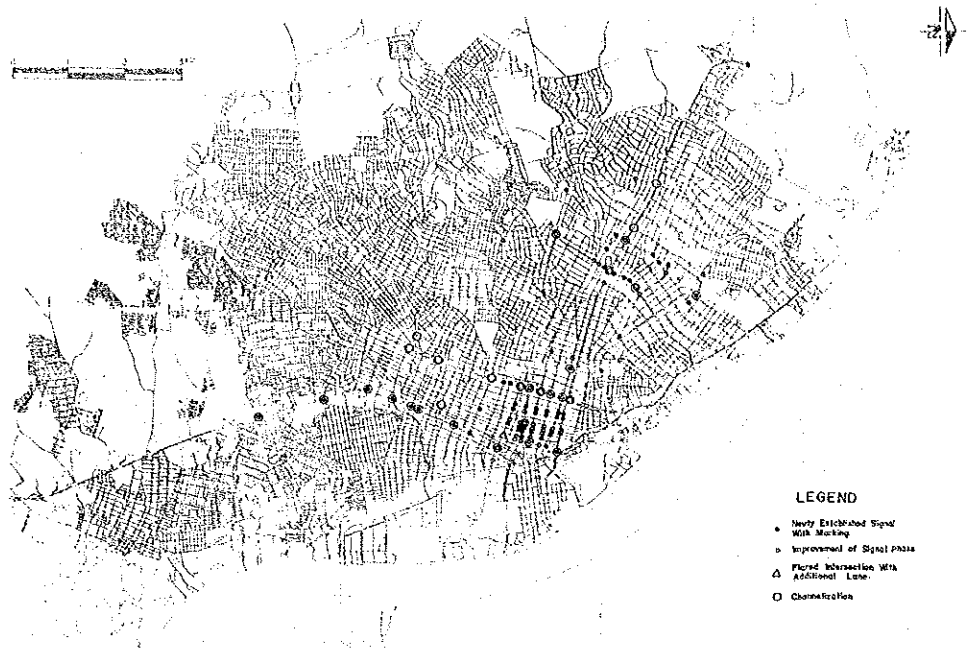 LEGEND
Newly Established Signal
With Marking
Improvement of Signal Phase
Flared Intersection With
Additional Lane
Channelization